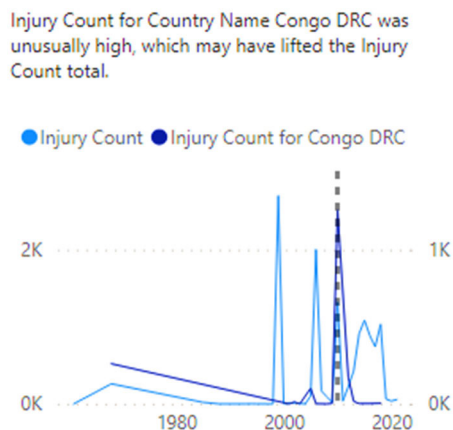 Injury Count for Country Name Congo DRC was
unusually high, which may have lifted the Injury
Count total.
Injury Count Injury Count for Congo DRC
2K 1K
0K 0K
1980 2000 2020